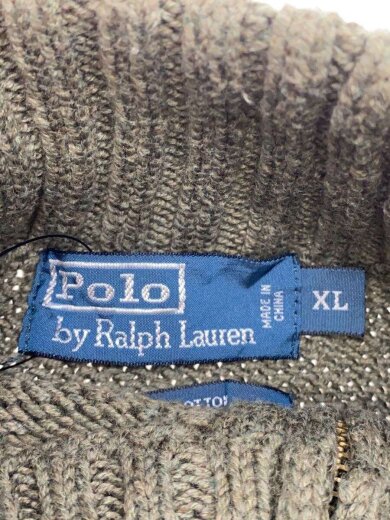 Polo
by Ralph Lauren
MADE IN
CHINA
XL